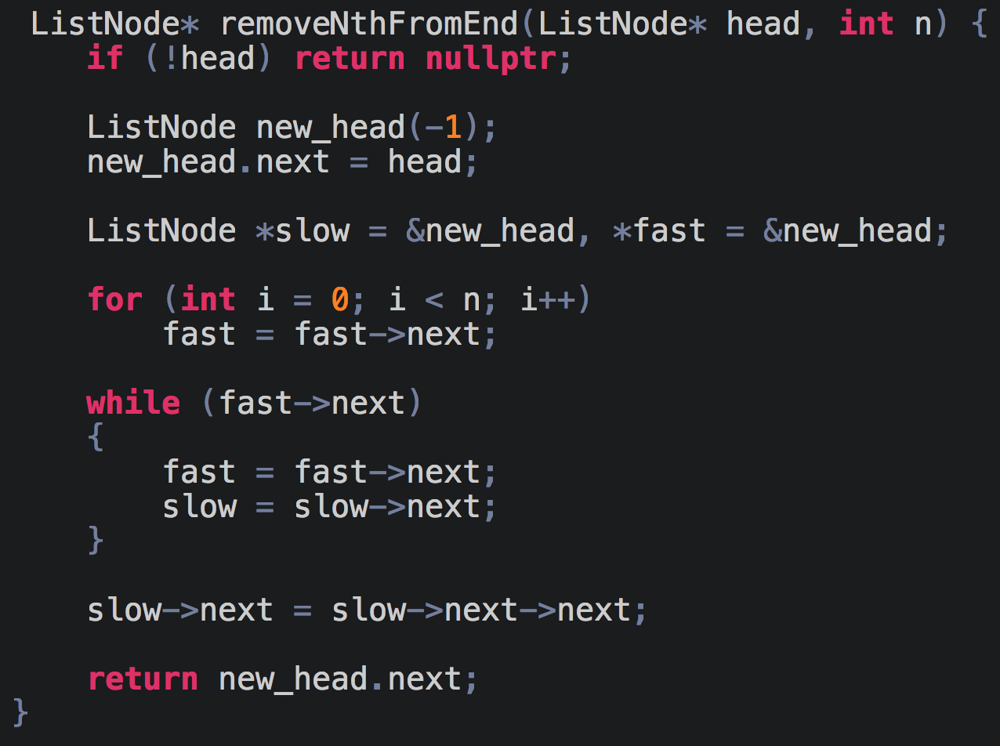 ListNode* removeNthFromEnd(ListNode* head, int n) {
    if (!head) return nullptr;

    ListNode new_head(-1);
    new_head.next = head;

    ListNode *slow = &new_head, *fast = &new_head;

    for (int i = 0; i < n; i++)
        fast = fast->next;

    while (fast->next)
    {
        fast = fast->next;
        slow = slow->next;
    }

    slow->next = slow->next->next;

    return new_head.next;
}